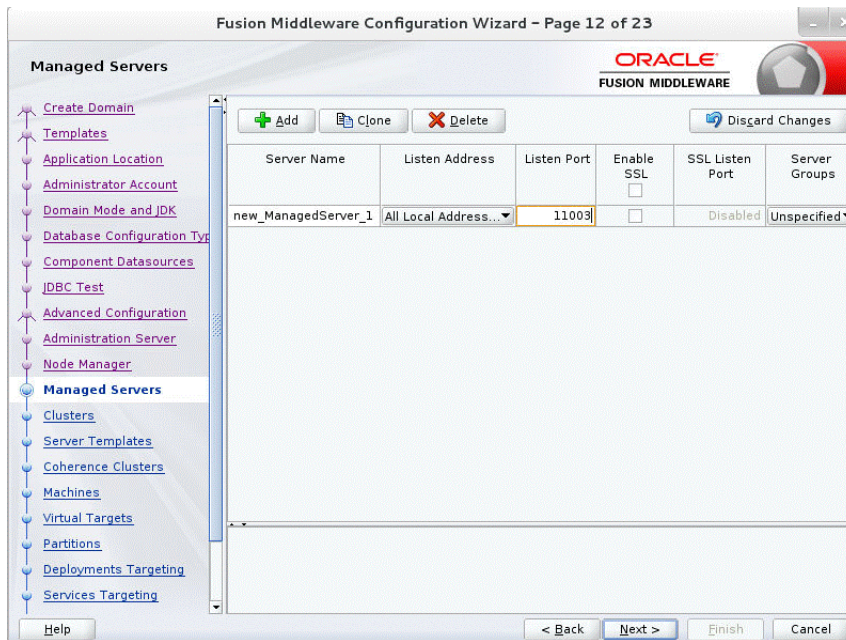 Fusion Middleware Configuration Wizard – Page 12 of 23
Managed Servers
ORACLE
FUSION MIDDLEWARE
Create Domain
Templates
Application Location
Administrator Account
Domain Mode and JDK
Database Configuration Typ
Component Datasources
JDBC Test
Advanced Configuration
Administration Server
Node Manager
Managed Servers
Clusters
Server Templates
Coherence Clusters
Machines
Virtual Targets
Partitions
Deployments Targeting
Services Targeting
Add Clone Delete Discard Changes
Server Name Listen Address Listen Port Enable SSL SSL Listen Port Server Groups
new_ManagedServer_1 All Local Address... 11003 Disabled Unspecified
Help < Back Next > Finish Cancel